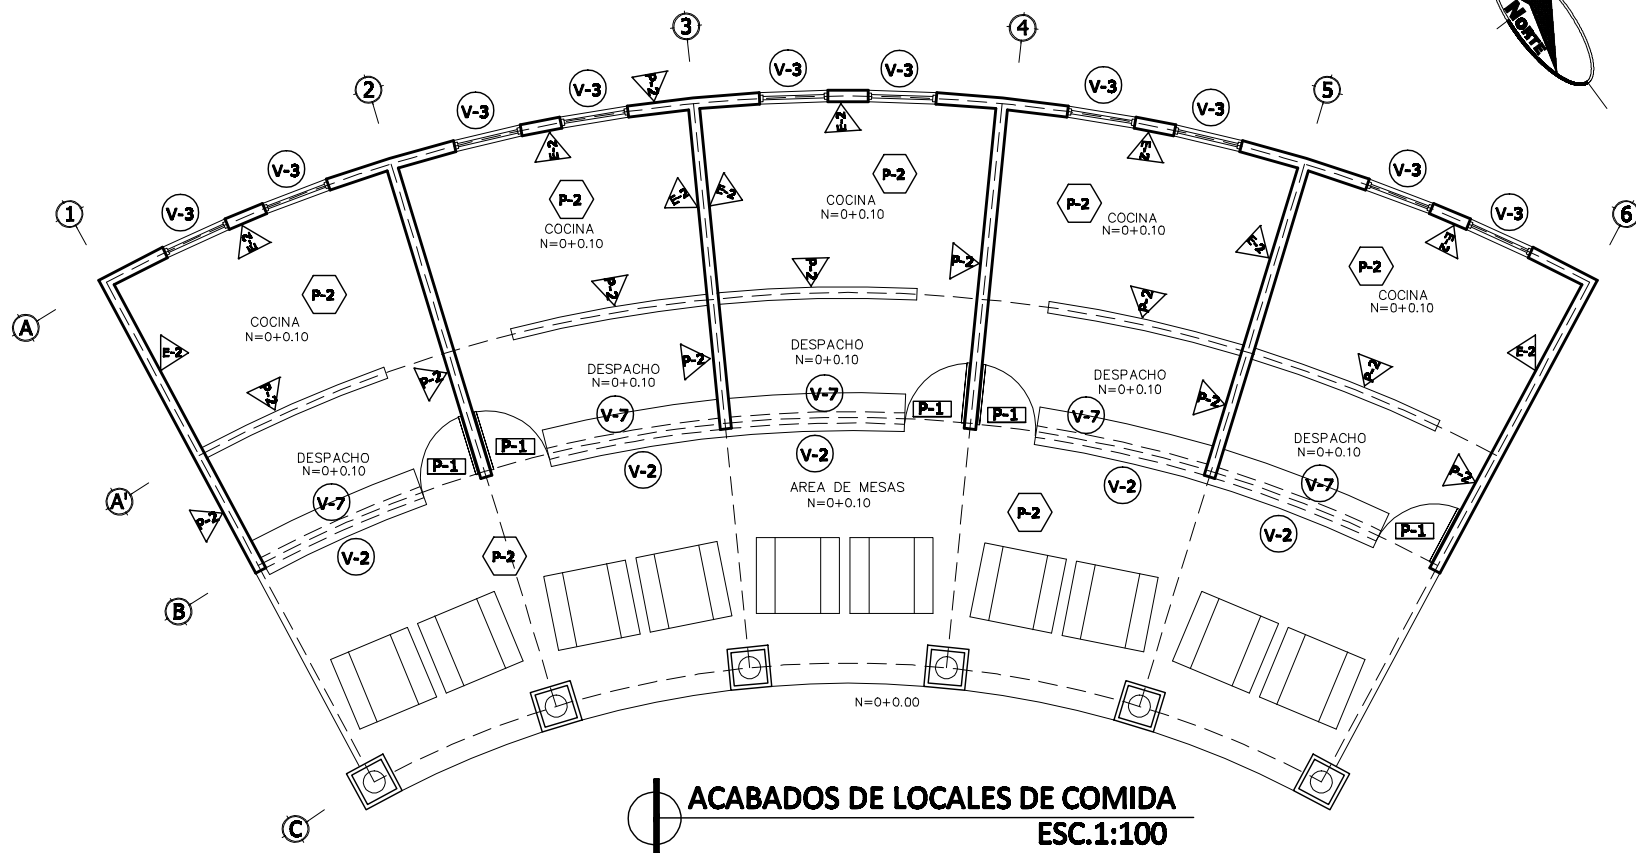 NORTE
3
4
2
5
1
6
V-3
V-3
V-3
V-3
V-3
V-3
V-3
V-3
V-3
V-3
P-2
E-2
E-2
E-2
E-2
E-2
E-2
E-2
E-2
P-2
P-2
P-2
P-2
P-2
COCINA
N=0+0.10
COCINA
N=0+0.10
COCINA
N=0+0.10
COCINA
N=0+0.10
COCINA
N=0+0.10
E-2
E-2
P-2
P-2
P-2
P-2
P-2
P-2
A
DESPACHO
N=0+0.10
DESPACHO
N=0+0.10
DESPACHO
N=0+0.10
DESPACHO
N=0+0.10
DESPACHO
N=0+0.10
P-2
P-2
P-2
P-2
P-2
V-7
V-7
V-7
V-7
V-7
P-1
P-1
P-1
P-1
P-1
V-2
V-2
V-2
V-2
V-2
A'
AREA DE MESAS
N=0+0.10
P-2
P-2
B
N=0+0.00
C
ACABADOS DE LOCALES DE COMIDA
ESC.1:100